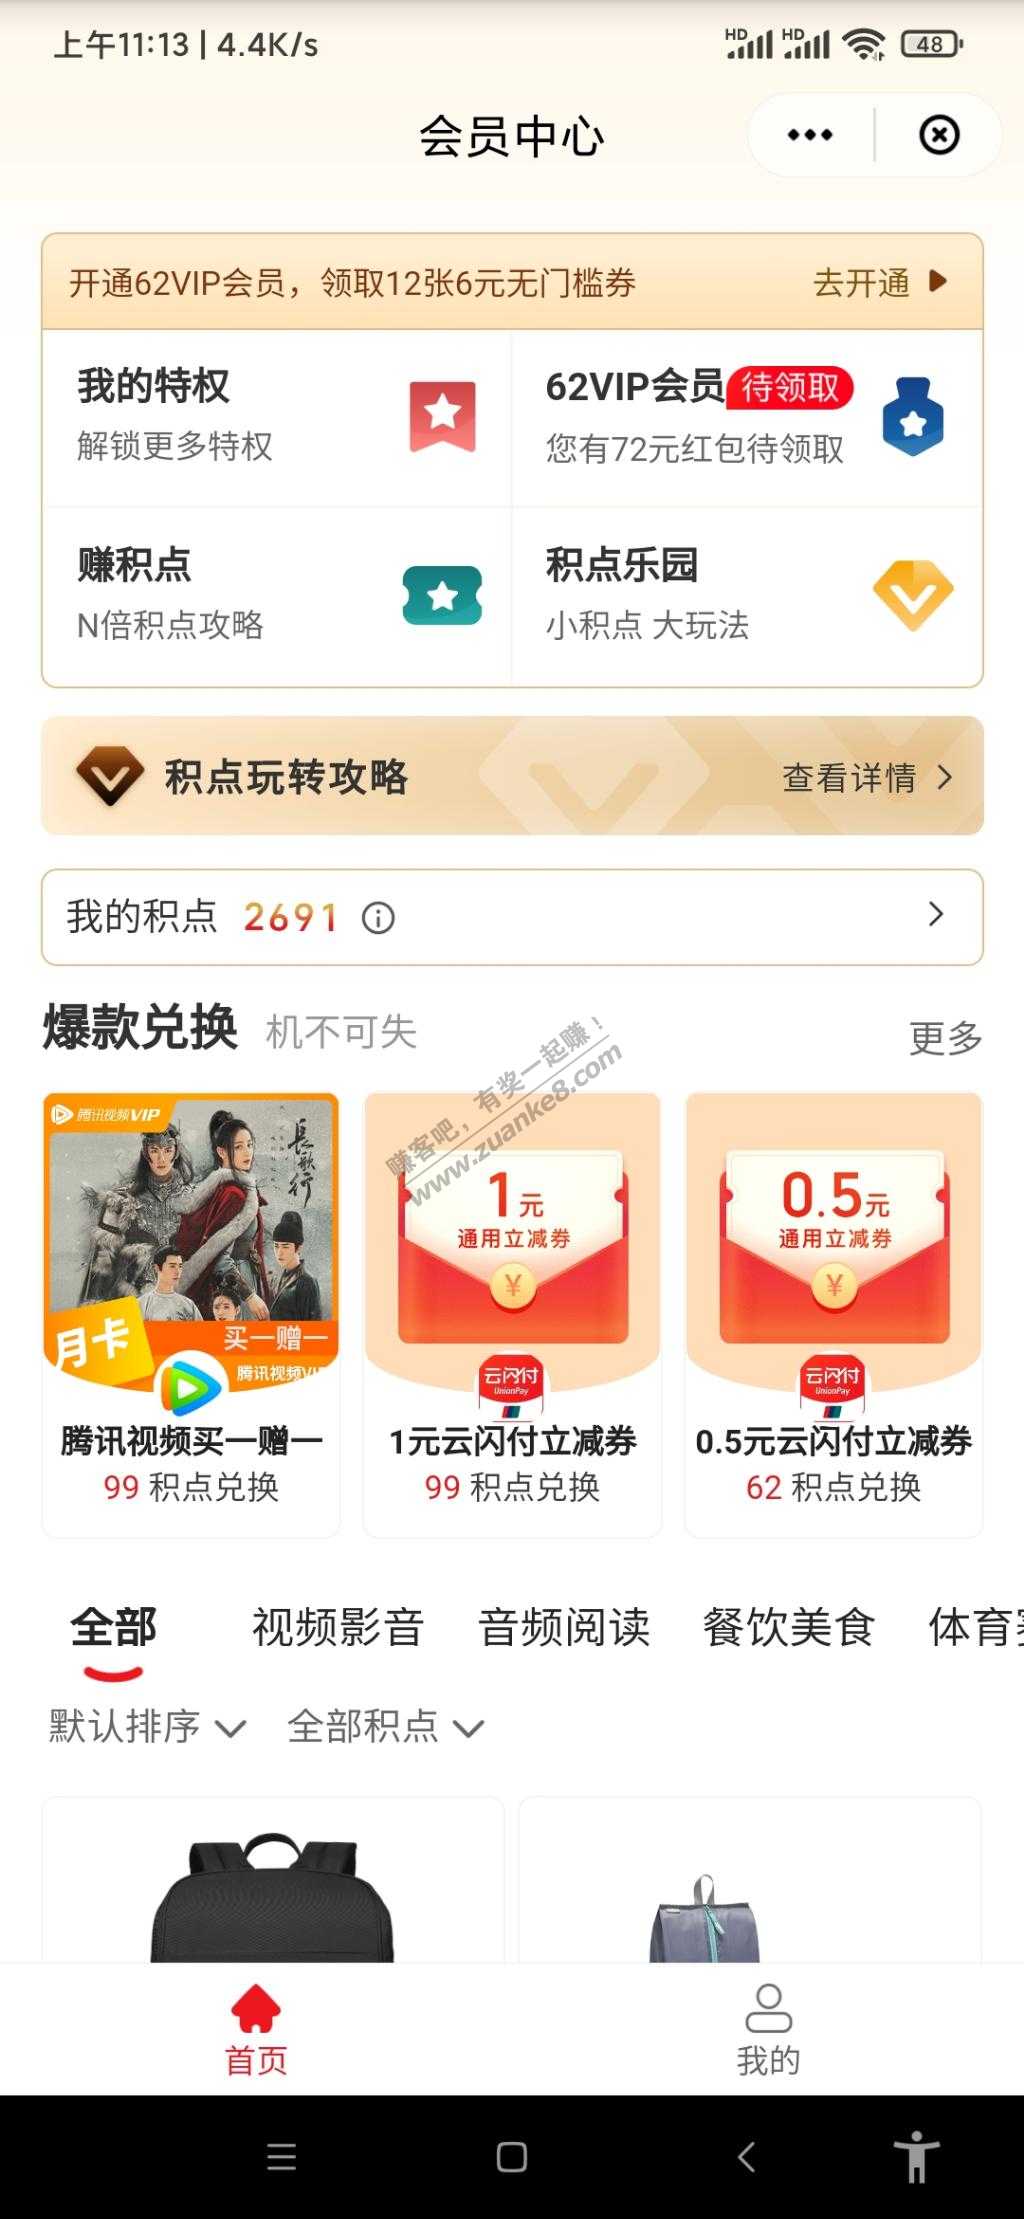 上午11:13 | 4.4K/s
HD HD 48
会员中心
开通62VIP会员，领取12张6元无门槛券 去开通
我的特权
解锁更多特权
62VIP会员 待领取
您有72元红包待领取
赚积点
N倍积点攻略
积点乐园
小积点 大玩法
积点玩转攻略 查看详情
我的积点 2691
爆款兑换 机不可失 更多
赚客吧，有奖一起赚！
www.zuanke8.com
腾讯视频VIP
長歌行
月卡
买一赠一
腾讯视频VI
1元
通用立减券
¥
云闪付
UnionPay
0.5元
通用立减券
¥
云闪付
UnionPay
腾讯视频买一赠一
99 积点兑换
1元云闪付立减券
99 积点兑换
0.5元云闪付立减券
62 积点兑换
全部 视频影音 音频阅读 餐饮美食 体育
默认排序 全部积点
首页 我的